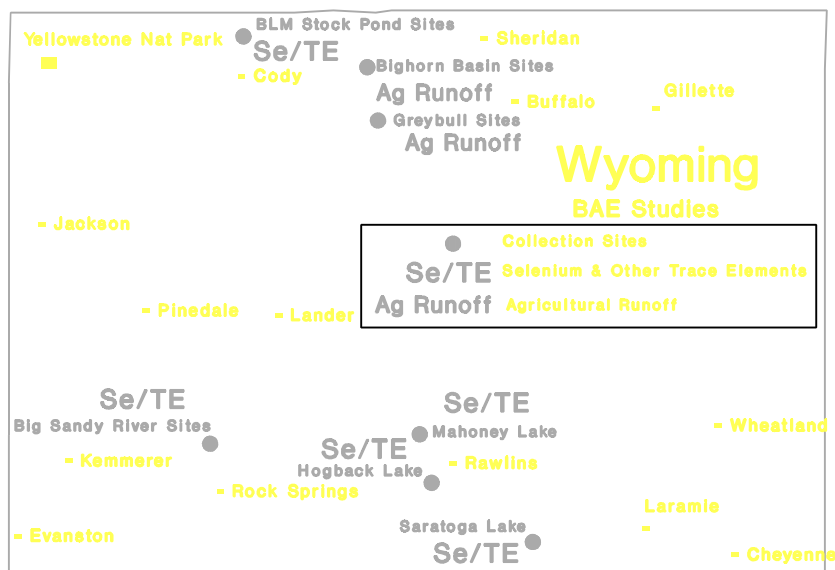 BLM Stock Pond Sites
Yellowstone Nat Park
Sheridan
Se/TE
Bighorn Basin Sites
Cody
Ag Runoff
Gillette
Buffalo
Greybull Sites
Ag Runoff
Wyoming
BAE Studies
Jackson
Collection Sites
Se/TE Selenium & Other Trace Elements
Ag Runoff Agricultural Runoff
Pinedale
Lander
Se/TE
Se/TE
Big Sandy River Sites
Wheatland
Mahoney Lake
Se/TE
Kemmerer
Rawlins
Hogback Lake
Rock Springs
Laramie
Saratoga Lake
Evanston
Se/TE
Cheyenne